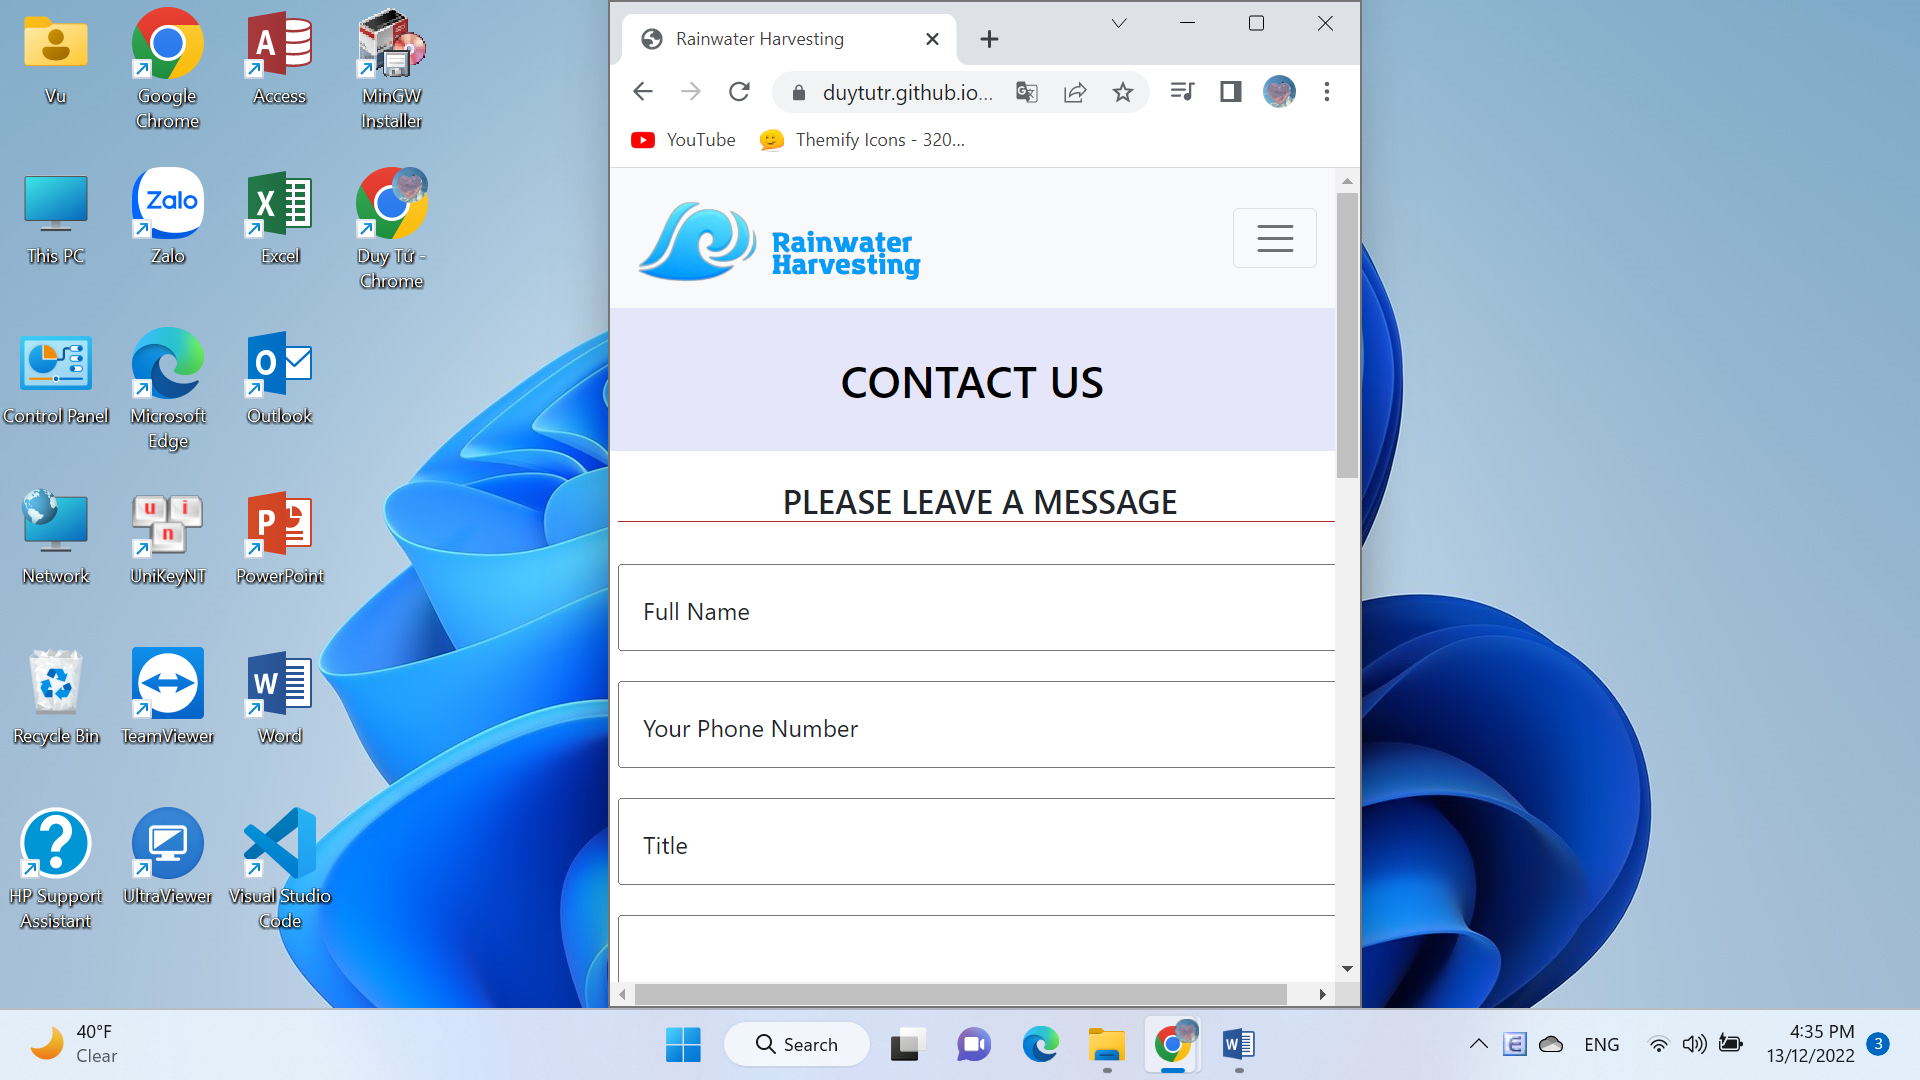 Vu
Google
Chrome
Access
MinGW
Installer
This PC
Zalo
Zalo
Excel
Duy Tứ -
Chrome
Control Panel
Microsoft
Edge
Outlook
Network
UniKeyNT
PowerPoint
Recycle Bin
TeamViewer
Word
HP Support
Assistant
UltraViewer
Visual Studio
Code
Rainwater Harvesting
duytutr.github.io...
YouTube
Themify Icons - 320...
Rainwater
Harvesting
CONTACT US
PLEASE LEAVE A MESSAGE
Full Name
Your Phone Number
Title
40°F
Clear
Search
ENG
4:35 PM
13/12/2022
3